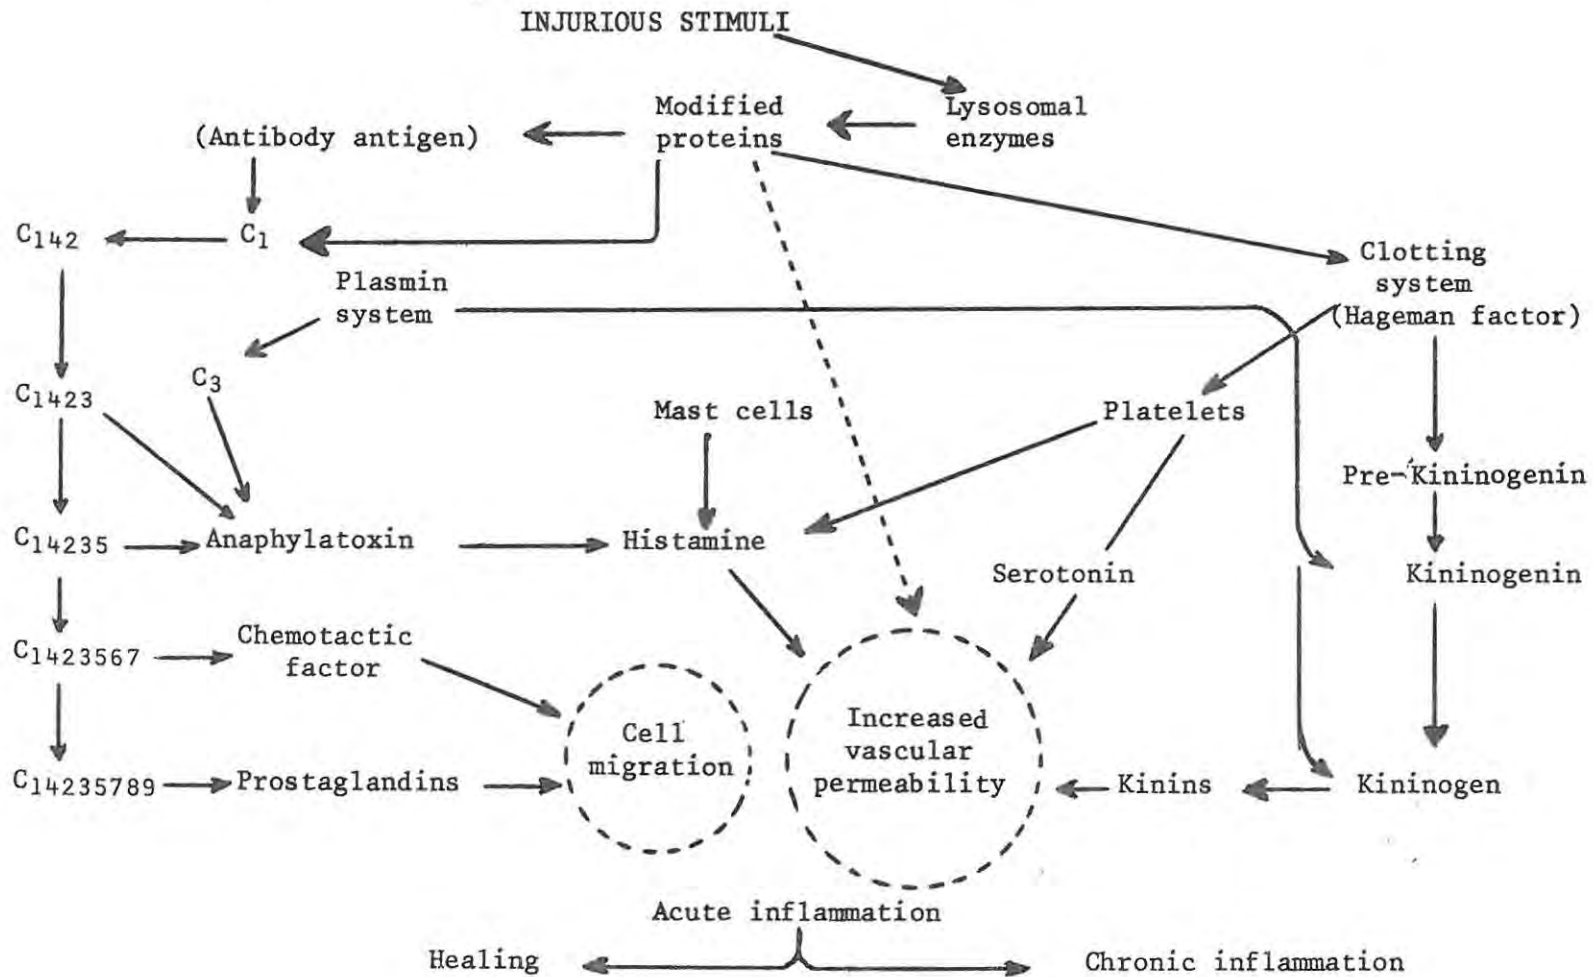 INJURIOUS STIMULI
Modified
proteins
Lysosomal
enzymes
(Antibody antigen)
C142
C1
Clotting
system
(Hageman factor)
Plasmin
system
C1423
C3
Mast cells
Platelets
Pre-Kininogenin
C14235
Anaphylatoxin
Histamine
Serotonin
Kininogenin
C1423567
Chemotactic
factor
Cell
migration
Increased
vascular
permeability
C14235789
Prostaglandins
Kinins
Kininogen
Acute inflammation
Healing
Chronic inflammation